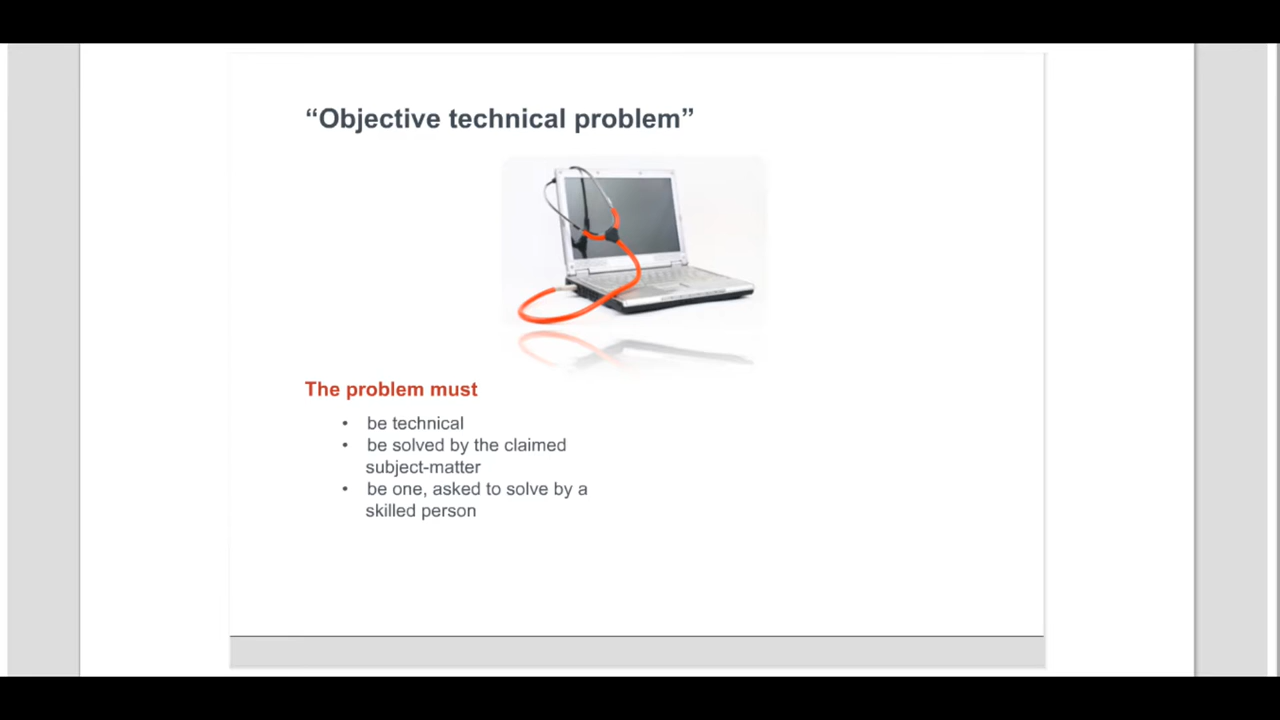 “Objective technical problem”
The problem must
• be technical
• be solved by the claimed
subject-matter
• be one, asked to solve by a
skilled person